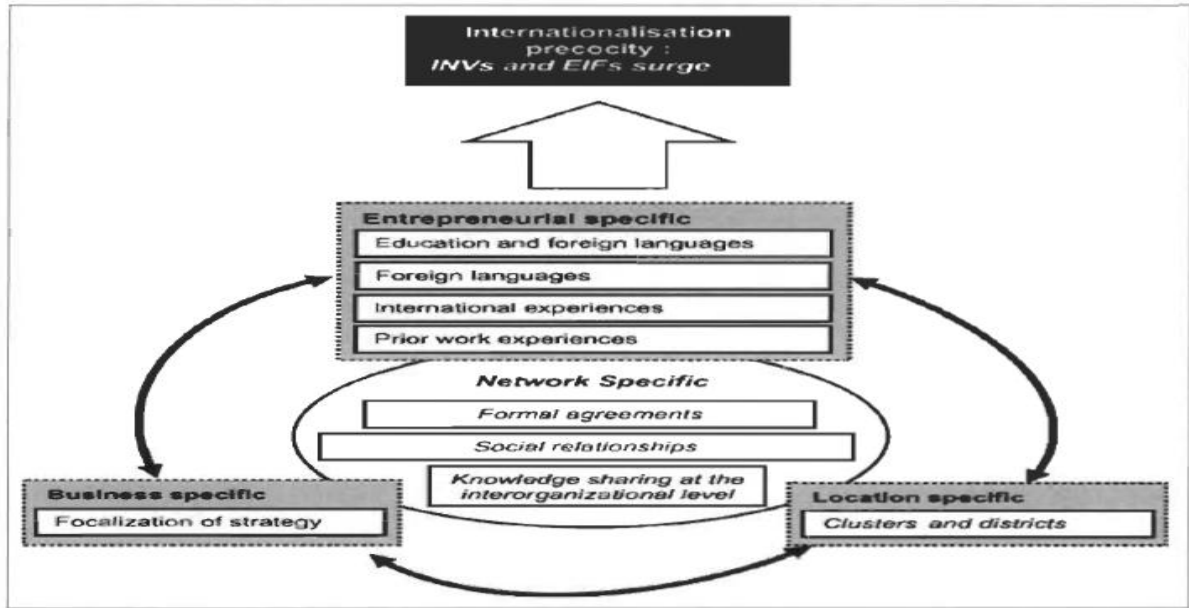 Internationalisation
precocity :
INVs and EIFs surge
Entrepreneurial specific
Education and foreign languages
Foreign languages
International experiences
Prior work experiences
Network Specific
Formal agreements
Social relationships
Knowledge sharing at the
interorganizational level
Business specific
Focalization of strategy
Location specific
Clusters and districts